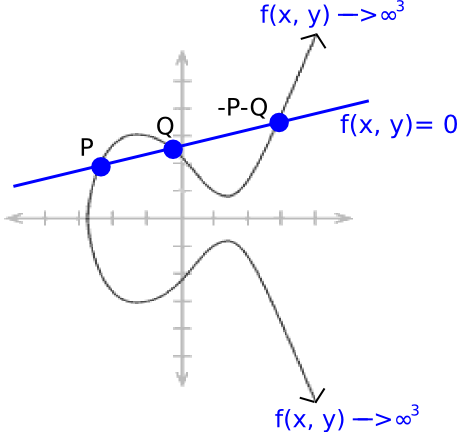 f(x, y) —>∞³
-P-Q
Q
f(x, y)= 0
P
f(x, y) —>∞³